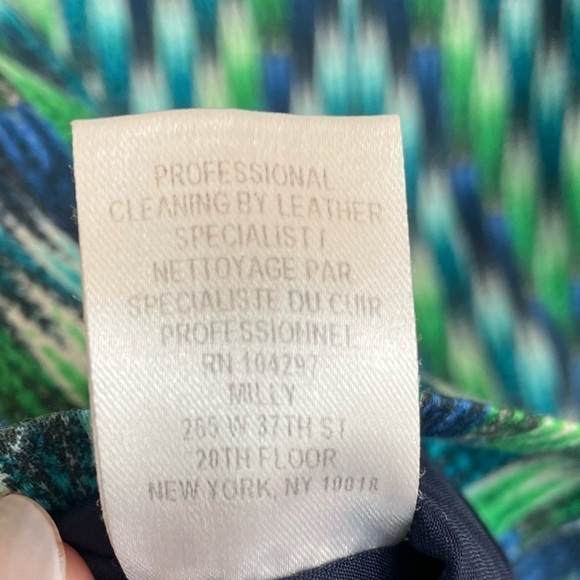 PROFESSIONAL
CLEANING BY LEATHER
SPECIALIST /
NETTOYAGE PAR
SPECIALISTE DU CUIR
PROFESSIONNEL
RN 104297
MILLY
265 W 37TH ST
20TH FLOOR
NEW YORK, NY 10018